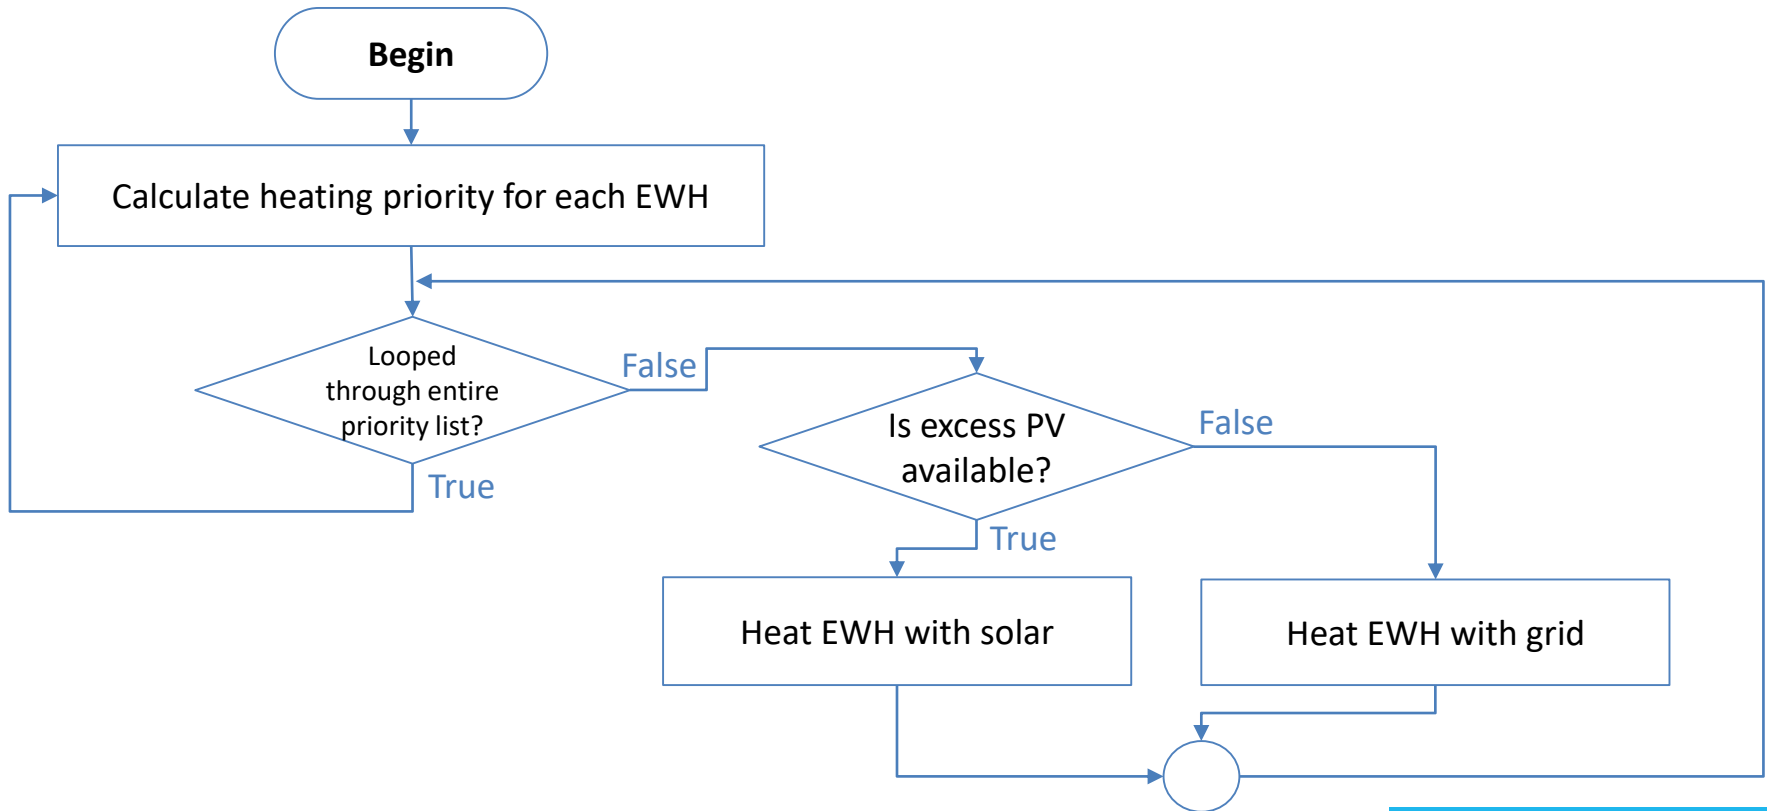 Begin
Calculate heating priority for each EWH
Looped
through entire
priority list?
False
True
Is excess PV
available?
False
True
Heat EWH with solar
Heat EWH with grid